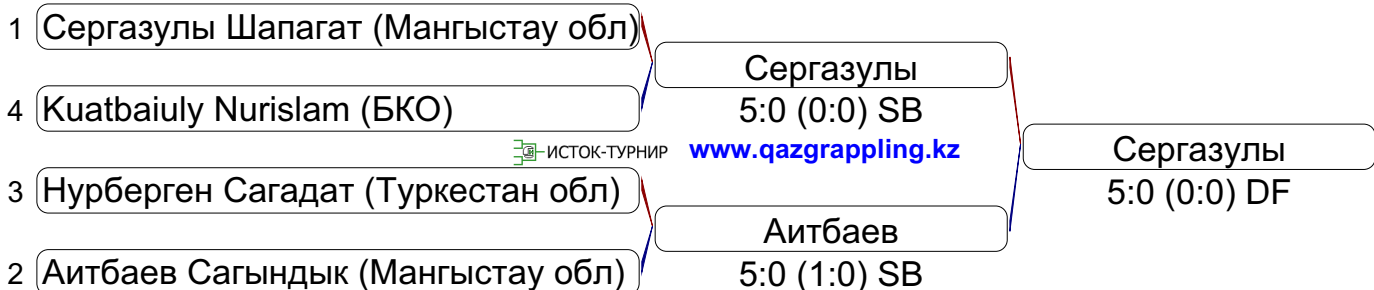 1 Сергазулы Шапагат (Мангыстау обл)
Сергазулы
4 Kuatbaiuly Nurislam (БКО)
5:0 (0:0) SB
ИСТОК-ТУРНИР www.qazgrappling.kz
Сергазулы
3 Нурберген Сагадат (Туркестан обл)
5:0 (0:0) DF
Аитбаев
2 Аитбаев Сагындык (Мангыстау обл)
5:0 (1:0) SB